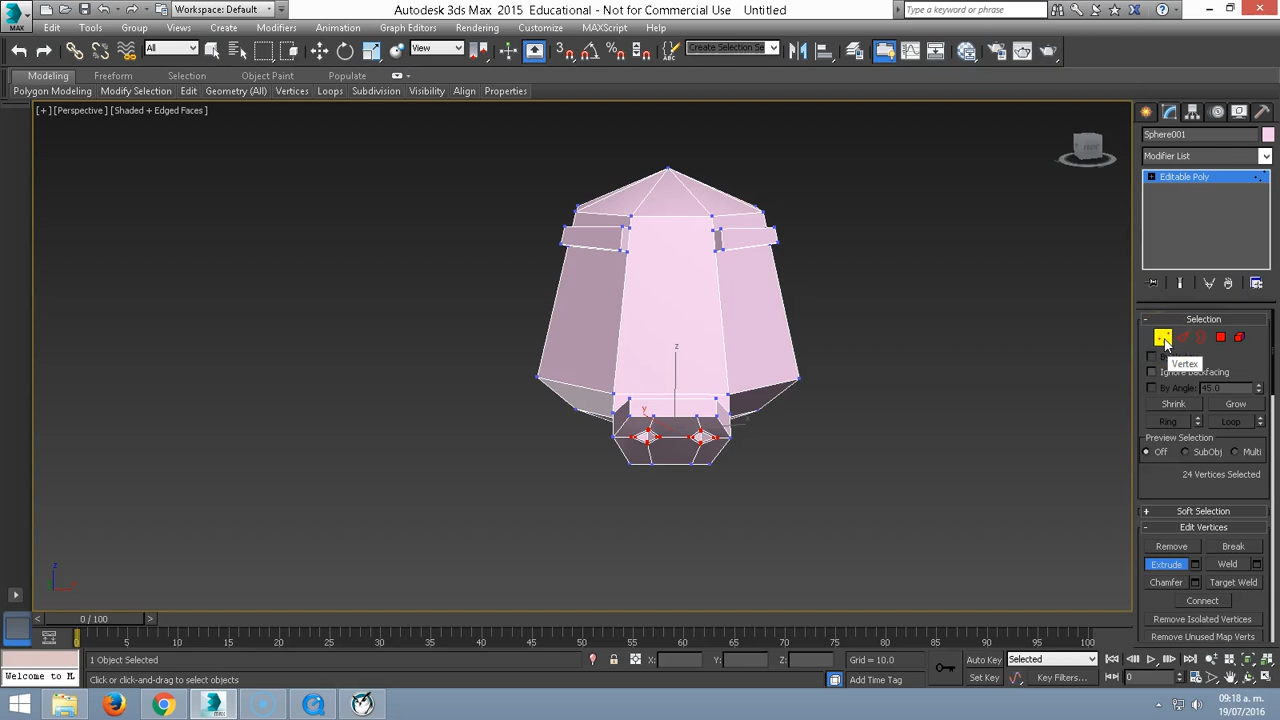 MAX
Workspace: Default
Autodesk 3ds Max 2015 Educational - Not for Commercial Use Untitled
Type a keyword or phrase
Edit Tools Group Views Create Modifiers Animation Graph Editors Rendering Customize MAXScript Help
All View Create Selection Se
Modeling Freeform Selection Object Paint Populate
Polygon Modeling Modify Selection Edit Geometry (All) Vertices Loops Subdivision Visibility Align Properties
[+] [Perspective] [Shaded + Edged Faces]
Sphere001
Modifier List
Editable Poly
Selection
Vertex
Ignore Backfacing
By Angle: 45.0
Shrink Grow
Ring Loop
Preview Selection
Off SubObj Multi
24 Vertices Selected
Soft Selection
Edit Vertices
Remove Break
Extrude Weld
Chamfer Target Weld
Connect
Remove Isolated Vertices
Remove Unused Map Verts
z
y
x
z
0 / 100
0 5 10 15 20 25 30 35 40 45 50 55 60 65 70 75 80 85 90 95 100
1 Object Selected X: Y: Z: Grid = 10.0 Auto Key Selected
Welcome to M Click or click-and-drag to select objects Add Time Tag Set Key Key Filters... 0
09:18 a. m.
19/07/2016